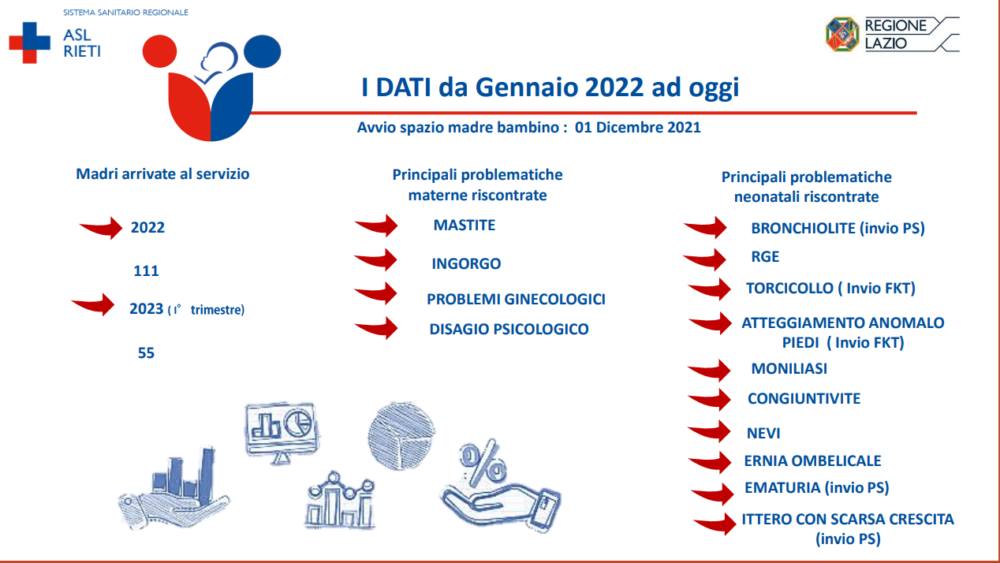 SISTEMA SANITARIO REGIONALE
ASL
RIETI
REGIONE
LAZIO
I DATI da Gennaio 2022 ad oggi
Avvio spazio madre bambino : 01 Dicembre 2021
Madri arrivate al servizio
2022
111
2023 ( I° trimestre)
55
Principali problematiche
materne riscontrate
MASTITE
INGORGO
PROBLEMI GINECOLOGICI
DISAGIO PSICOLOGICO
Principali problematiche
neonatali riscontrate
BRONCHIOLITE (invio PS)
RGE
TORCICOLLO ( Invio FKT)
ATTEGGIAMENTO ANOMALO
PIEDI ( Invio FKT)
MONILIASI
CONGIUNTIVITE
NEVI
ERNIA OMBELICALE
EMATURIA (invio PS)
ITTERO CON SCARSA CRESCITA
(invio PS)
%